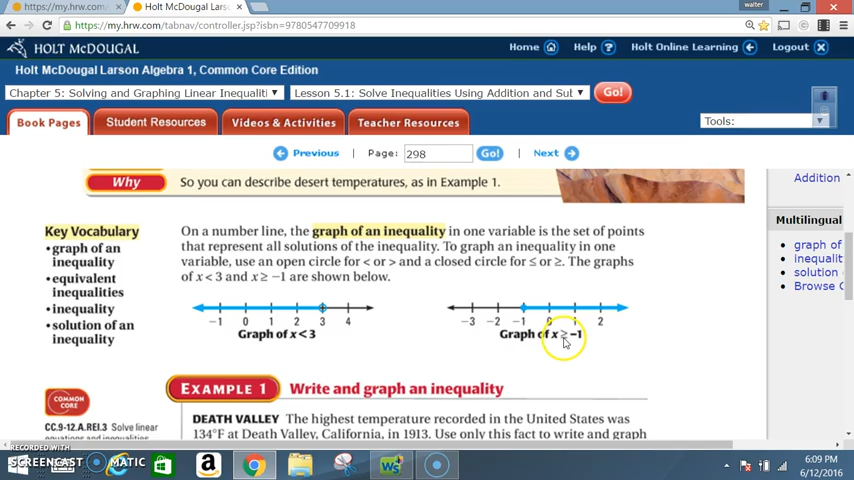 https://my.hrw.com/tabnav/cor
Holt McDougal Larson Alg
walter
https://my.hrw.com/tabnav/controller.jsp?isbn=9780547709918
HOLT MCDOUGAL
Home
Help
Holt Online Learning
Logout
Holt McDougal Larson Algebra 1, Common Core Edition
Chapter 5: Solving and Graphing Linear Inequaliti
Lesson 5.1: Solve Inequalities Using Addition and Sub
Go!
Book Pages
Student Resources
Videos & Activities
Teacher Resources
Tools:
Previous | Page: 298 Go! | Next
Why
So you can describe desert temperatures, as in Example 1.
Addition
Multilingual
• graph of
• inequaliti
• solution o
• Browse G
Key Vocabulary
• graph of an
inequality
• equivalent
inequalities
• inequality
• solution of an
inequality
On a number line, the graph of an inequality in one variable is the set of points
that represent all solutions of the inequality. To graph an inequality in one
variable, use an open circle for < or > and a closed circle for ≤ or ≥. The graphs
of x < 3 and x ≥ −1 are shown below.
−1 0 1 2 3 4
Graph of x < 3
−3 −2 −1 0 1 2
Graph of x ≥ −1
COMMON
CORE
CC.9-12.A.REI.3 Solve linear
equations and inequalities
EXAMPLE 1 Write and graph an inequality
DEATH VALLEY The highest temperature recorded in the United States was
134°F at Death Valley, California, in 1913. Use only this fact to write and graph
RECORDED WITH
SCREENCAST MATIC
6:09 PM
6/12/2016